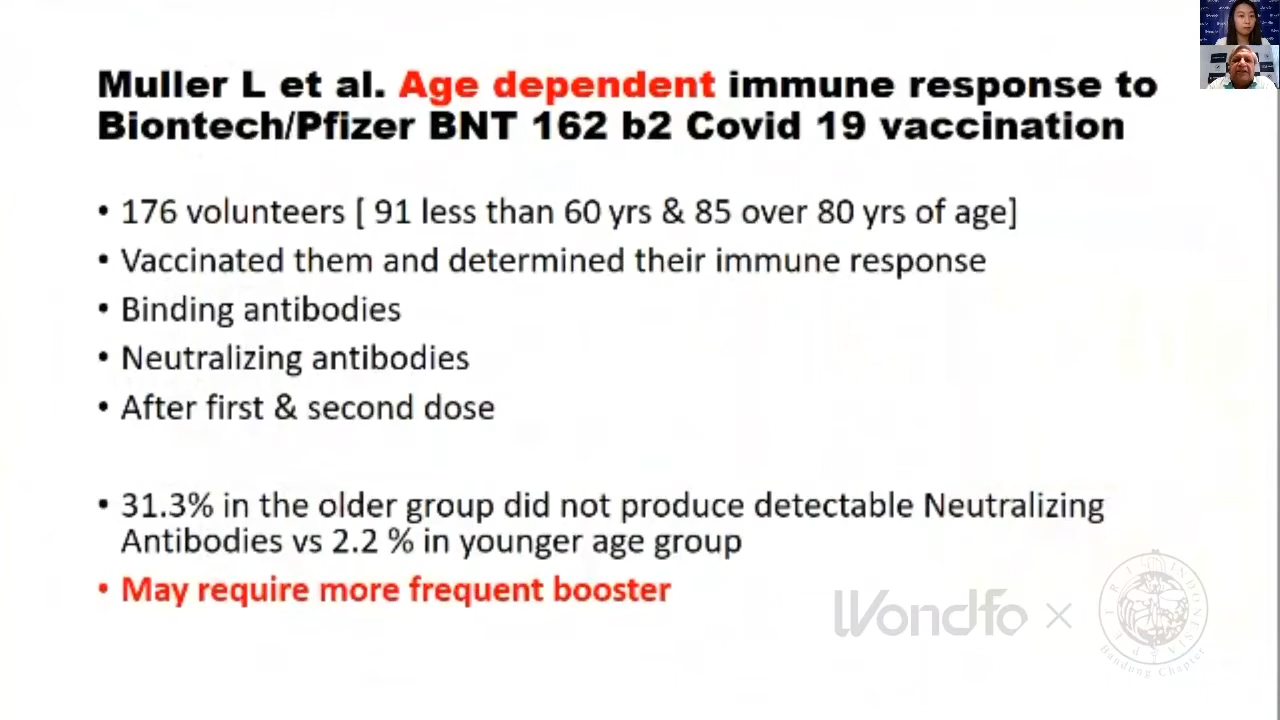 Muller L et al. Age dependent immune response to
Biontech/Pfizer BNT 162 b2 Covid 19 vaccination
• 176 volunteers [ 91 less than 60 yrs & 85 over 80 yrs of age]
• Vaccinated them and determined their immune response
• Binding antibodies
• Neutralizing antibodies
• After first & second dose
• 31.3% in the older group did not produce detectable Neutralizing
Antibodies vs 2.2 % in younger age group
• May require more frequent booster
Wondfo ×
Bandung Chapter